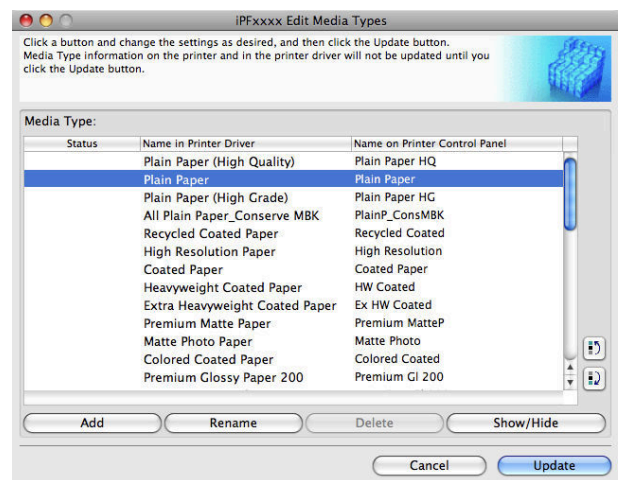 iPFxxxx Edit Media Types
Click a button and change the settings as desired, and then click the Update button.
Media Type information on the printer and in the printer driver will not be updated until you
click the Update button.
Media Type:
Status Name in Printer Driver Name on Printer Control Panel
Plain Paper (High Quality) Plain Paper HQ
Plain Paper Plain Paper
Plain Paper (High Grade) Plain Paper HG
All Plain Paper_Conserve MBK PlainP_ConsMBK
Recycled Coated Paper Recycled Coated
High Resolution Paper High Resolution
Coated Paper Coated Paper
Heavyweight Coated Paper HW Coated
Extra Heavyweight Coated Paper Ex HW Coated
Premium Matte Paper Premium MatteP
Matte Photo Paper Matte Photo
Colored Coated Paper Colored Coated
Premium Glossy Paper 200 Premium Gl 200
Add Rename Delete Show/Hide
Cancel Update